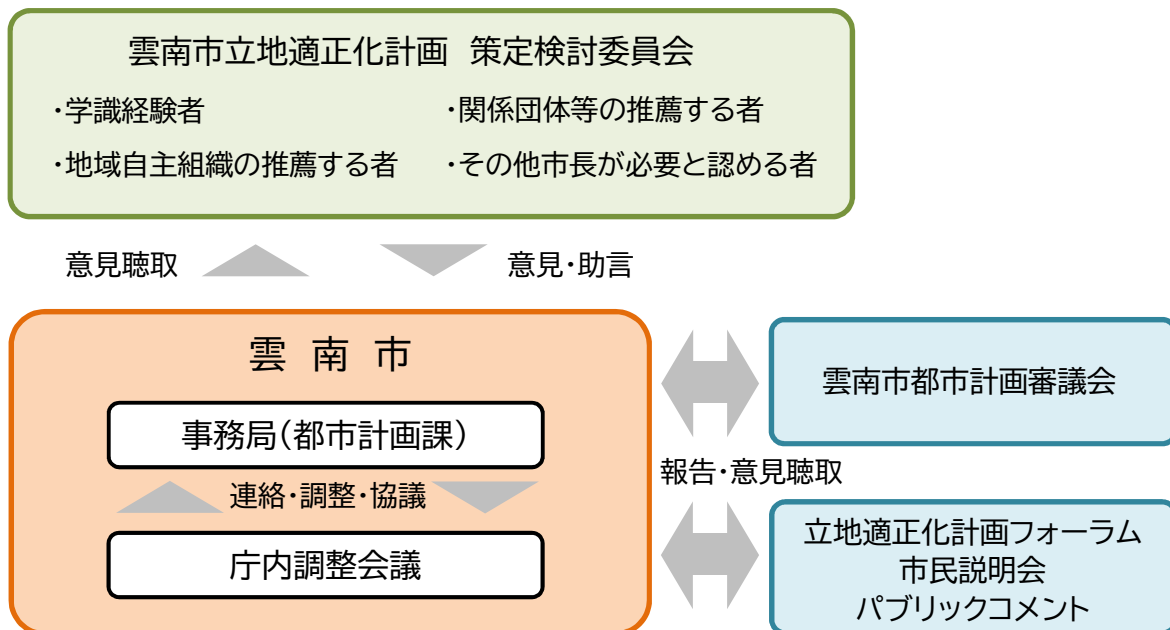 雲南市立地適正化計画 策定検討委員会
・学識経験者 ・関係団体等の推薦する者
・地域自主組織の推薦する者 ・その他市長が必要と認める者
意見聴取 意見・助言
雲南市
事務局(都市計画課)
連絡・調整・協議
庁内調整会議
雲南市都市計画審議会
報告・意見聴取
立地適正化計画フォーラム
市民説明会
パブリックコメント